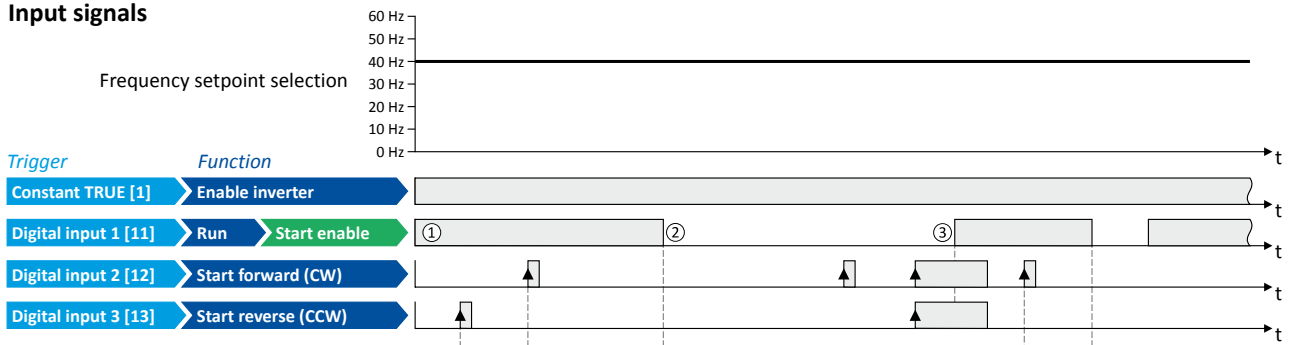 Input signals
60 Hz
50 Hz
Frequency setpoint selection
40 Hz
30 Hz
20 Hz
10 Hz
0 Hz
t
Trigger Function
Constant TRUE [1] Enable inverter
t
Digital input 1 [11] Run Start enable ① ② ③
t
Digital input 2 [12] Start forward (CW)
t
Digital input 3 [13] Start reverse (CCW)
t